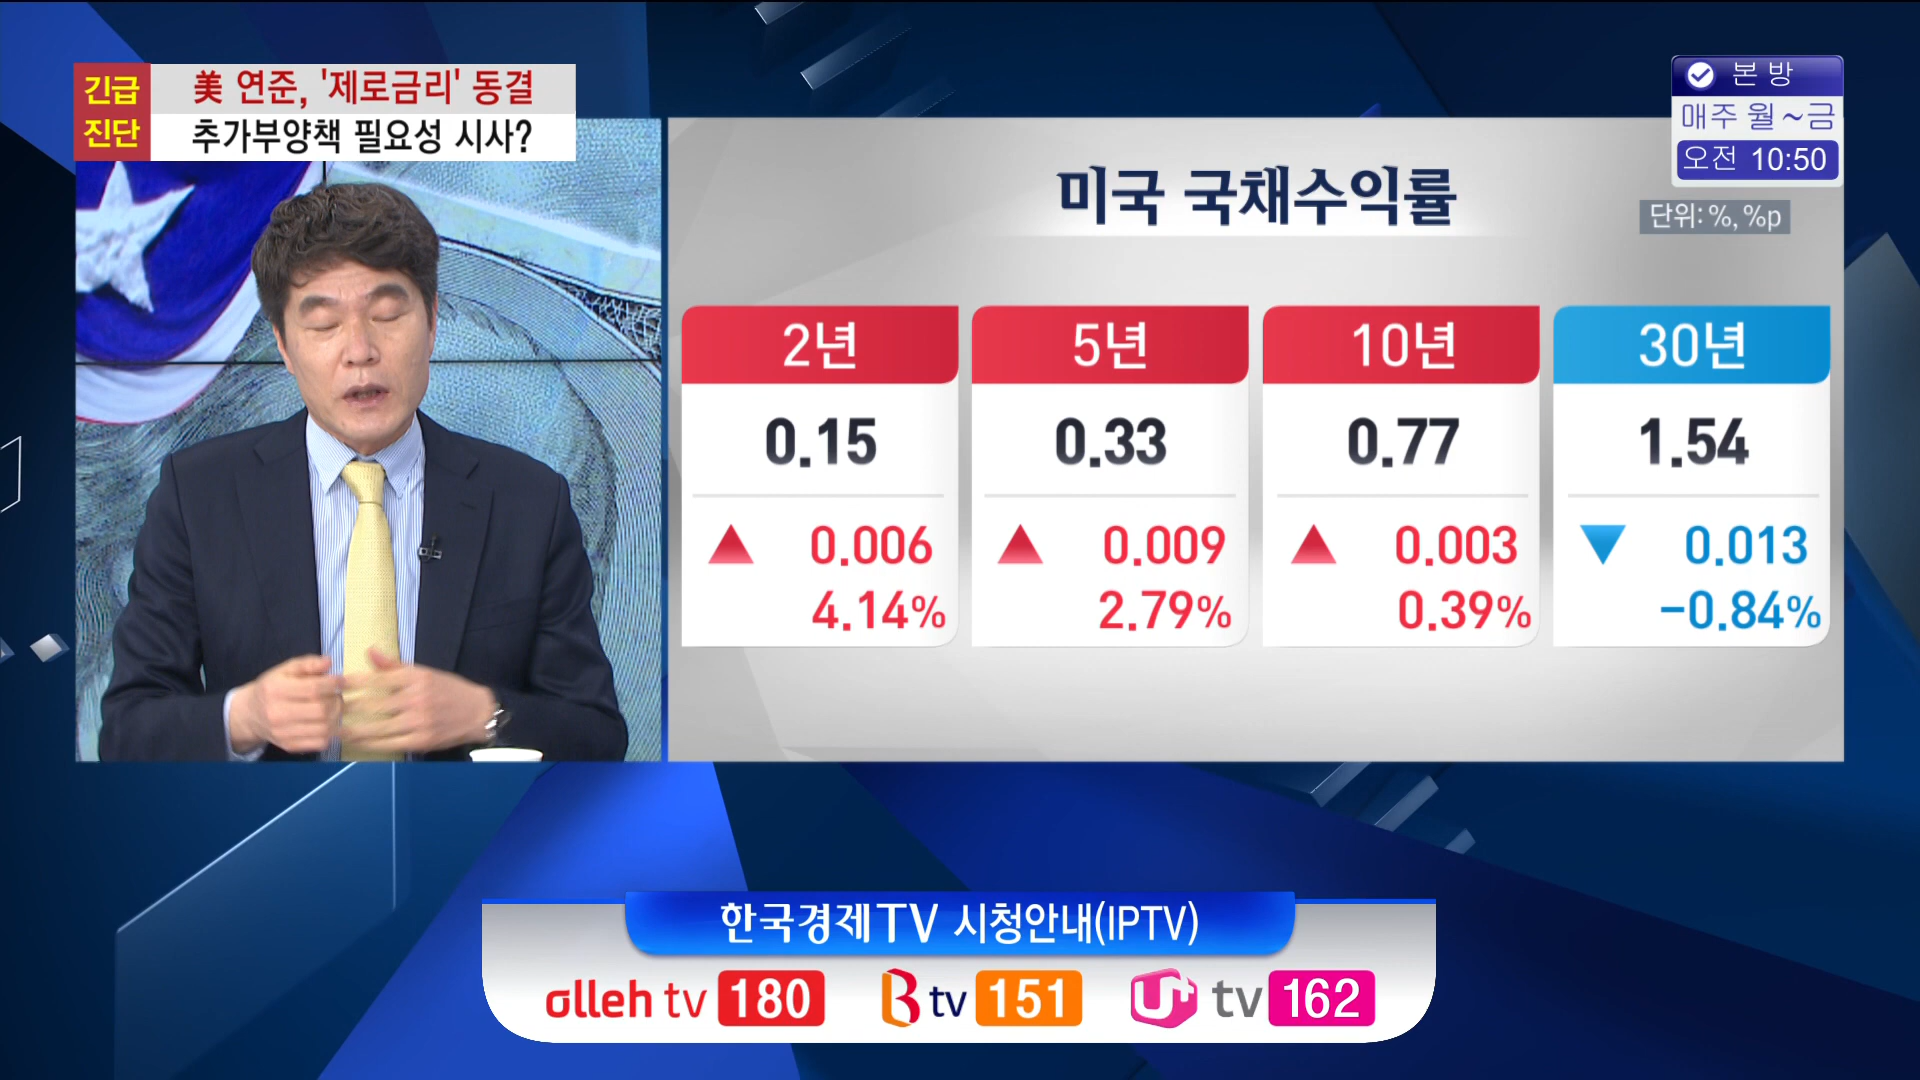 긴급
진단
美 연준, '제로금리' 동결
추가부양책 필요성 시사?
본 방
매주 월~금
오전 10:50
미국 국채수익률
단위: %, %p
2년
0.15
▲ 0.006
4.14%
5년
0.33
▲ 0.009
2.79%
10년
0.77
▲ 0.003
0.39%
30년
1.54
▼ 0.013
-0.84%
한국경제TV 시청안내(IPTV)
olleh tv 180
B tv 151
U+ tv 162